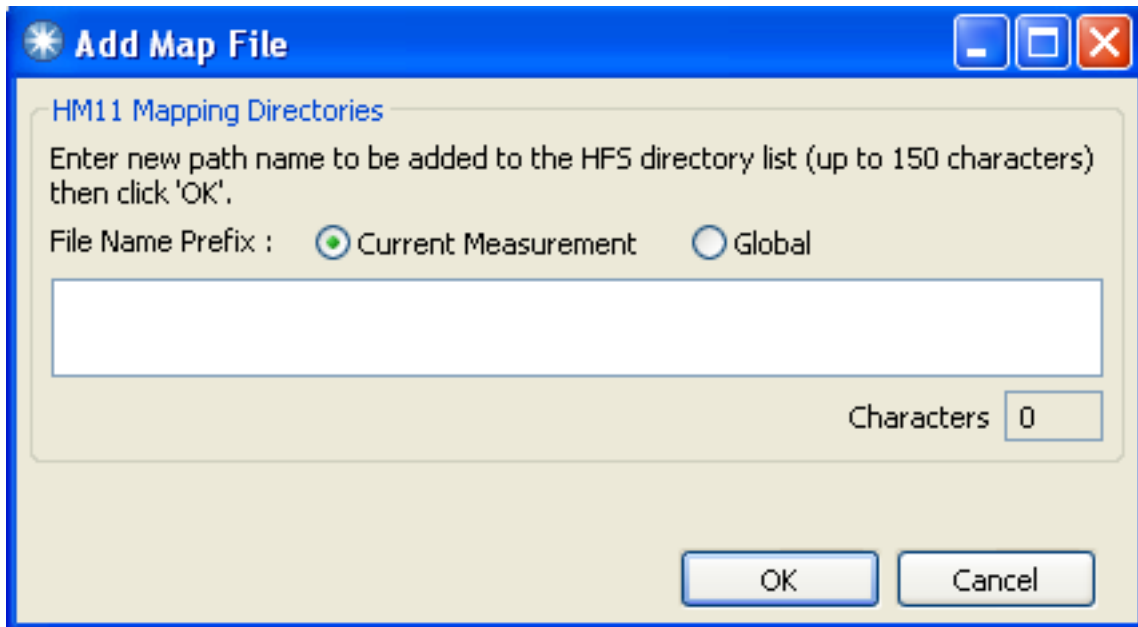 Add Map File
HM11 Mapping Directories
Enter new path name to be added to the HFS directory list (up to 150 characters)
then click 'OK'.
File Name Prefix : Current Measurement Global
Characters 0
OK Cancel